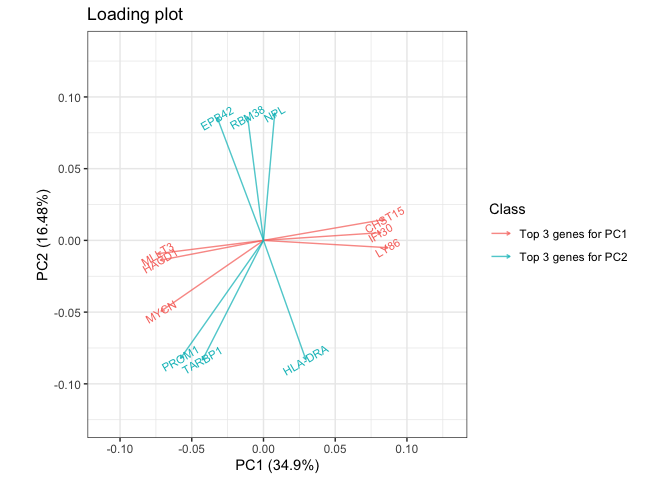 Loading plot
EPB42
RBM38
NPL
CHST15
IFI30
LY86
MLLT3
HAGD1
MYCN
PROM1
TARBP1
HLA-DRA
0.10
0.05
0.00
-0.05
-0.10
-0.10
-0.05
0.00
0.05
0.10
PC1 (34.9%)
PC2 (16.48%)
Class
Top 3 genes for PC1
Top 3 genes for PC2